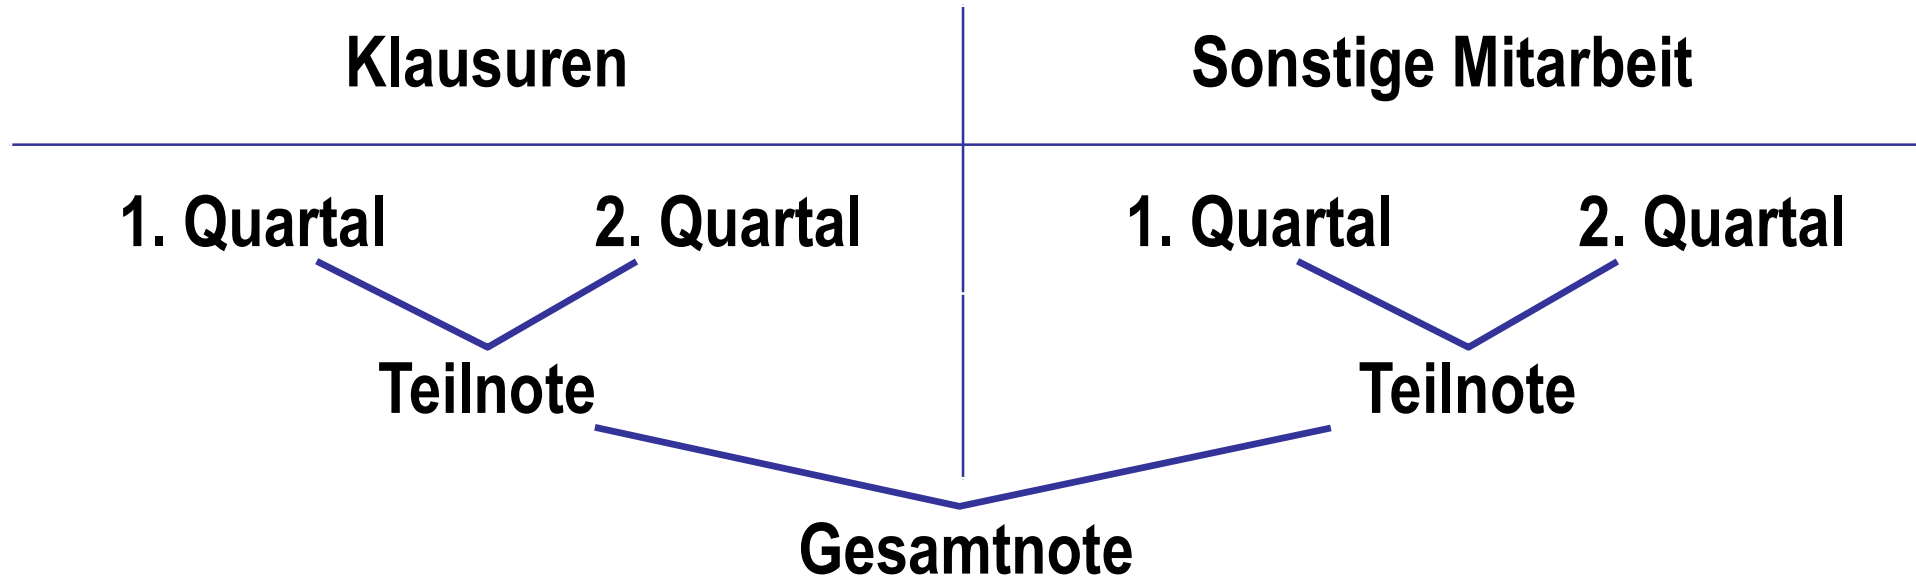 Klausuren
Sonstige Mitarbeit
1. Quartal
2. Quartal
1. Quartal
2. Quartal
Teilnote
Teilnote
Gesamtnote